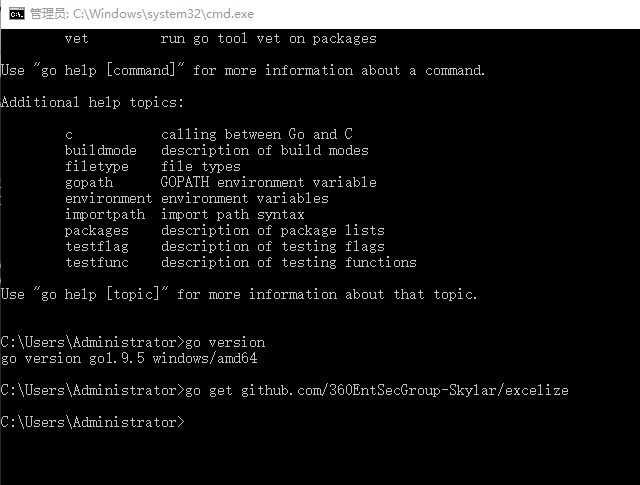 管理员: C:\Windows\system32\cmd.exe
vet run go tool vet on packages
Use "go help [command]" for more information about a command.
Additional help topics:
c calling between Go and C
buildmode description of build modes
filetype file types
gopath GOPATH environment variable
environment environment variables
importpath import path syntax
packages description of package lists
testflag description of testing flags
testfunc description of testing functions
Use "go help [topic]" for more information about that topic.
C:\Users\Administrator>go version
go version go1.9.5 windows/amd64
C:\Users\Administrator>go get github.com/360EntSecGroup-Skylar/excelize
C:\Users\Administrator>